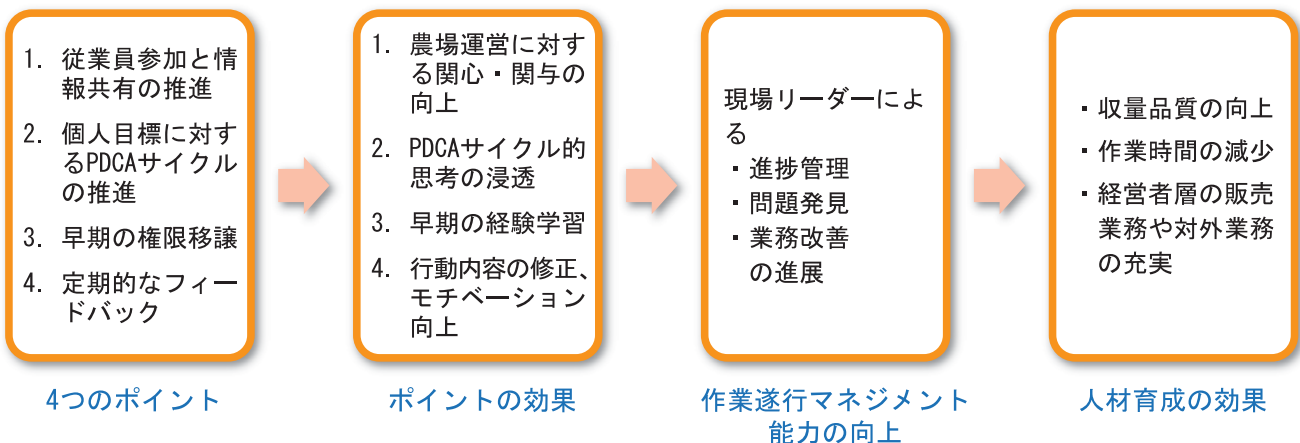 1. 従業員参加と情
報共有の推進
2. 個人目標に対す
るPDCAサイクル
の推進
3. 早期の権限移譲
4. 定期的なフィー
ドバック
4つのポイント
1. 農場運営に対す
る関心・関与の
向上
2. PDCAサイクル的
思考の浸透
3. 早期の経験学習
4. 行動内容の修正、
モチベーション
向上
ポイントの効果
現場リーダーによ
る
・進捗管理
・問題発見
・業務改善
の進展
作業遂行マネジメント
能力の向上
・収量品質の向上
・作業時間の減少
・経営者層の販売
業務や対外業務
の充実
人材育成の効果